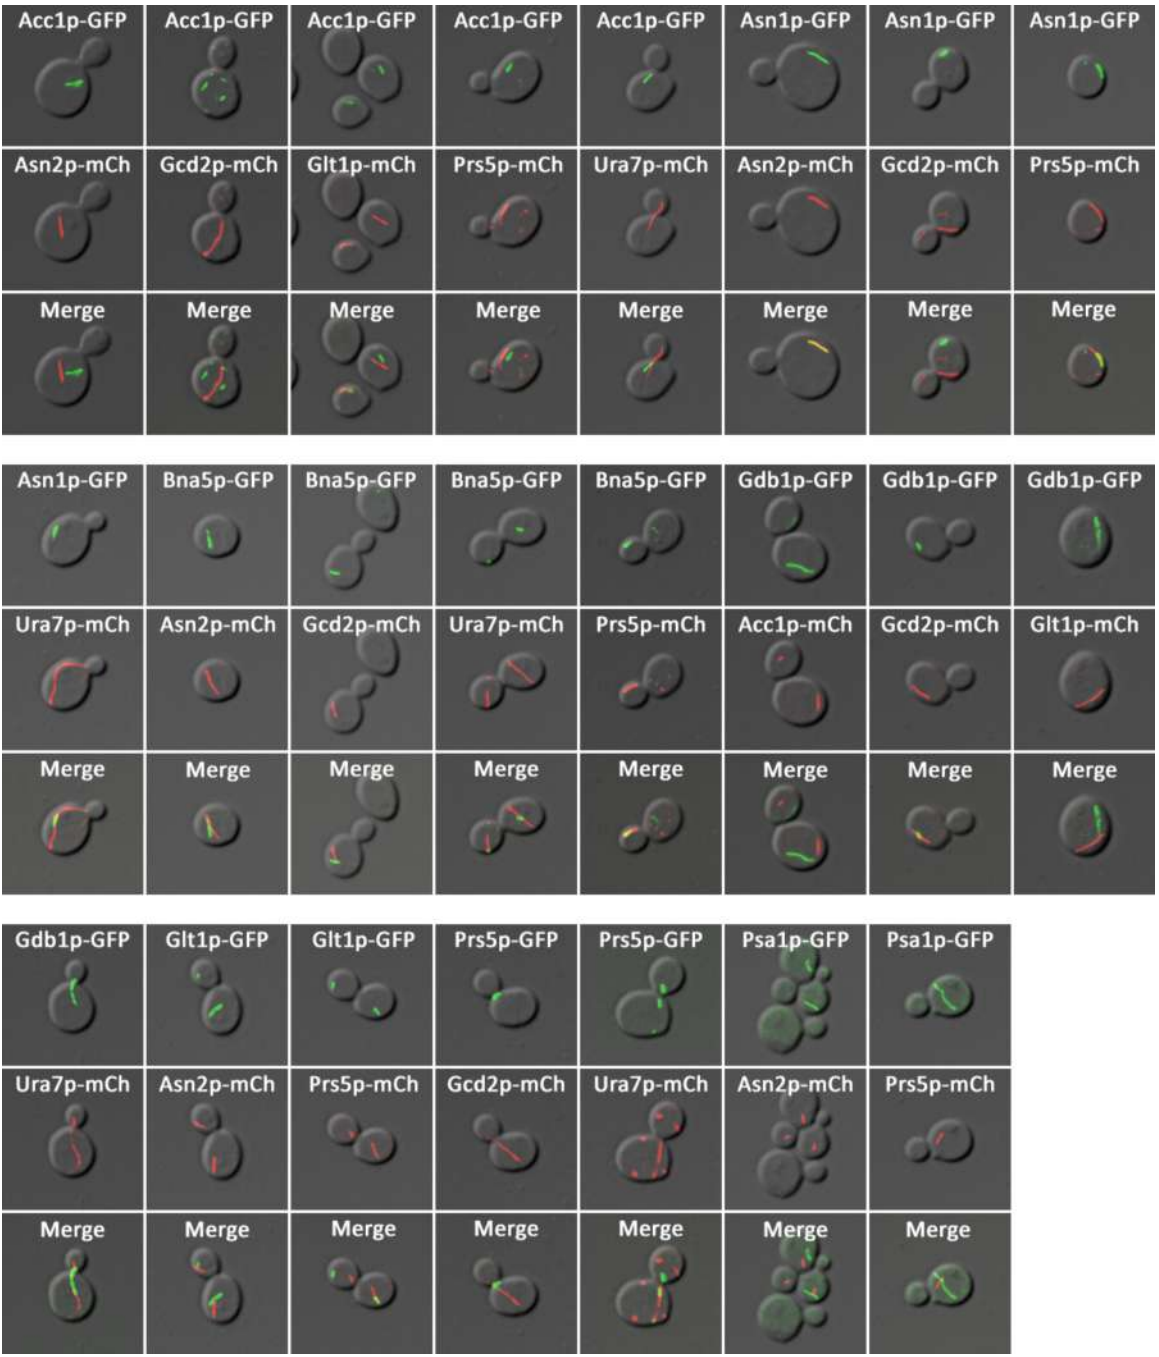 Acc1p-GFP Acc1p-GFP Acc1p-GFP Acc1p-GFP Acc1p-GFP Asn1p-GFP Asn1p-GFP Asn1p-GFP
Asn2p-mCh Gcd2p-mCh Glt1p-mCh Prs5p-mCh Ura7p-mCh Asn2p-mCh Gcd2p-mCh Prs5p-mCh
Merge Merge Merge Merge Merge Merge Merge Merge
Asn1p-GFP Bna5p-GFP Bna5p-GFP Bna5p-GFP Bna5p-GFP Gdb1p-GFP Gdb1p-GFP Gdb1p-GFP
Ura7p-mCh Asn2p-mCh Gcd2p-mCh Ura7p-mCh Prs5p-mCh Acc1p-mCh Gcd2p-mCh Glt1p-mCh
Merge Merge Merge Merge Merge Merge Merge Merge
Gdb1p-GFP Glt1p-GFP Glt1p-GFP Prs5p-GFP Prs5p-GFP Psa1p-GFP Psa1p-GFP
Ura7p-mCh Asn2p-mCh Prs5p-mCh Gcd2p-mCh Ura7p-mCh Asn2p-mCh Prs5p-mCh
Merge Merge Merge Merge Merge Merge Merge